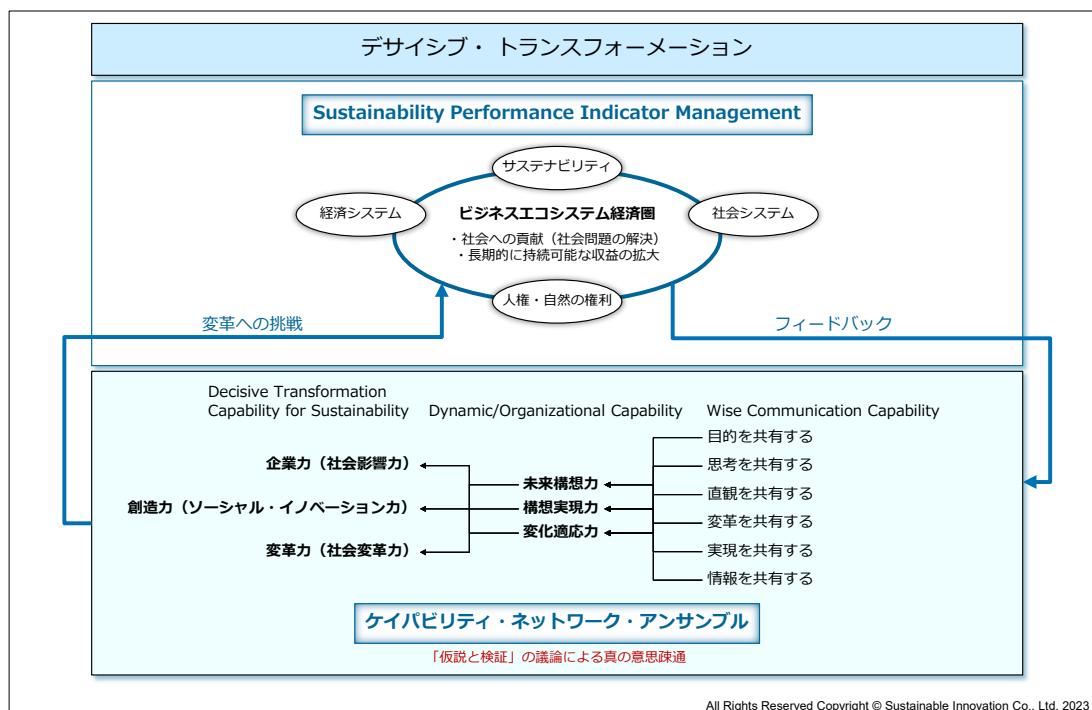 デサイシブ・ トランスフォーメーション
Sustainability Performance Indicator Management
サステナビリティ
経済システム
ビジネスエコシステム経済圏
社会システム
・社会への貢献（社会問題の解決）
・長期的に持続可能な収益の拡大
人権・自然の権利
変革への挑戦
フィードバック
Decisive Transformation
Capability for Sustainability
Dynamic/Organizational Capability
Wise Communication Capability
企業力（社会影響力）
創造力（ソーシャル・イノベーション力）
変革力（社会変革力）
未来構想力
構想実現力
変化適応力
目的を共有する
思考を共有する
直観を共有する
変革を共有する
実現を共有する
情報を共有する
ケイパビリティ・ネットワーク・アンサンブル
「仮説と検証」の議論による真の意思疎通
All Rights Reserved Copyright © Sustainable Innovation Co., Ltd. 2023